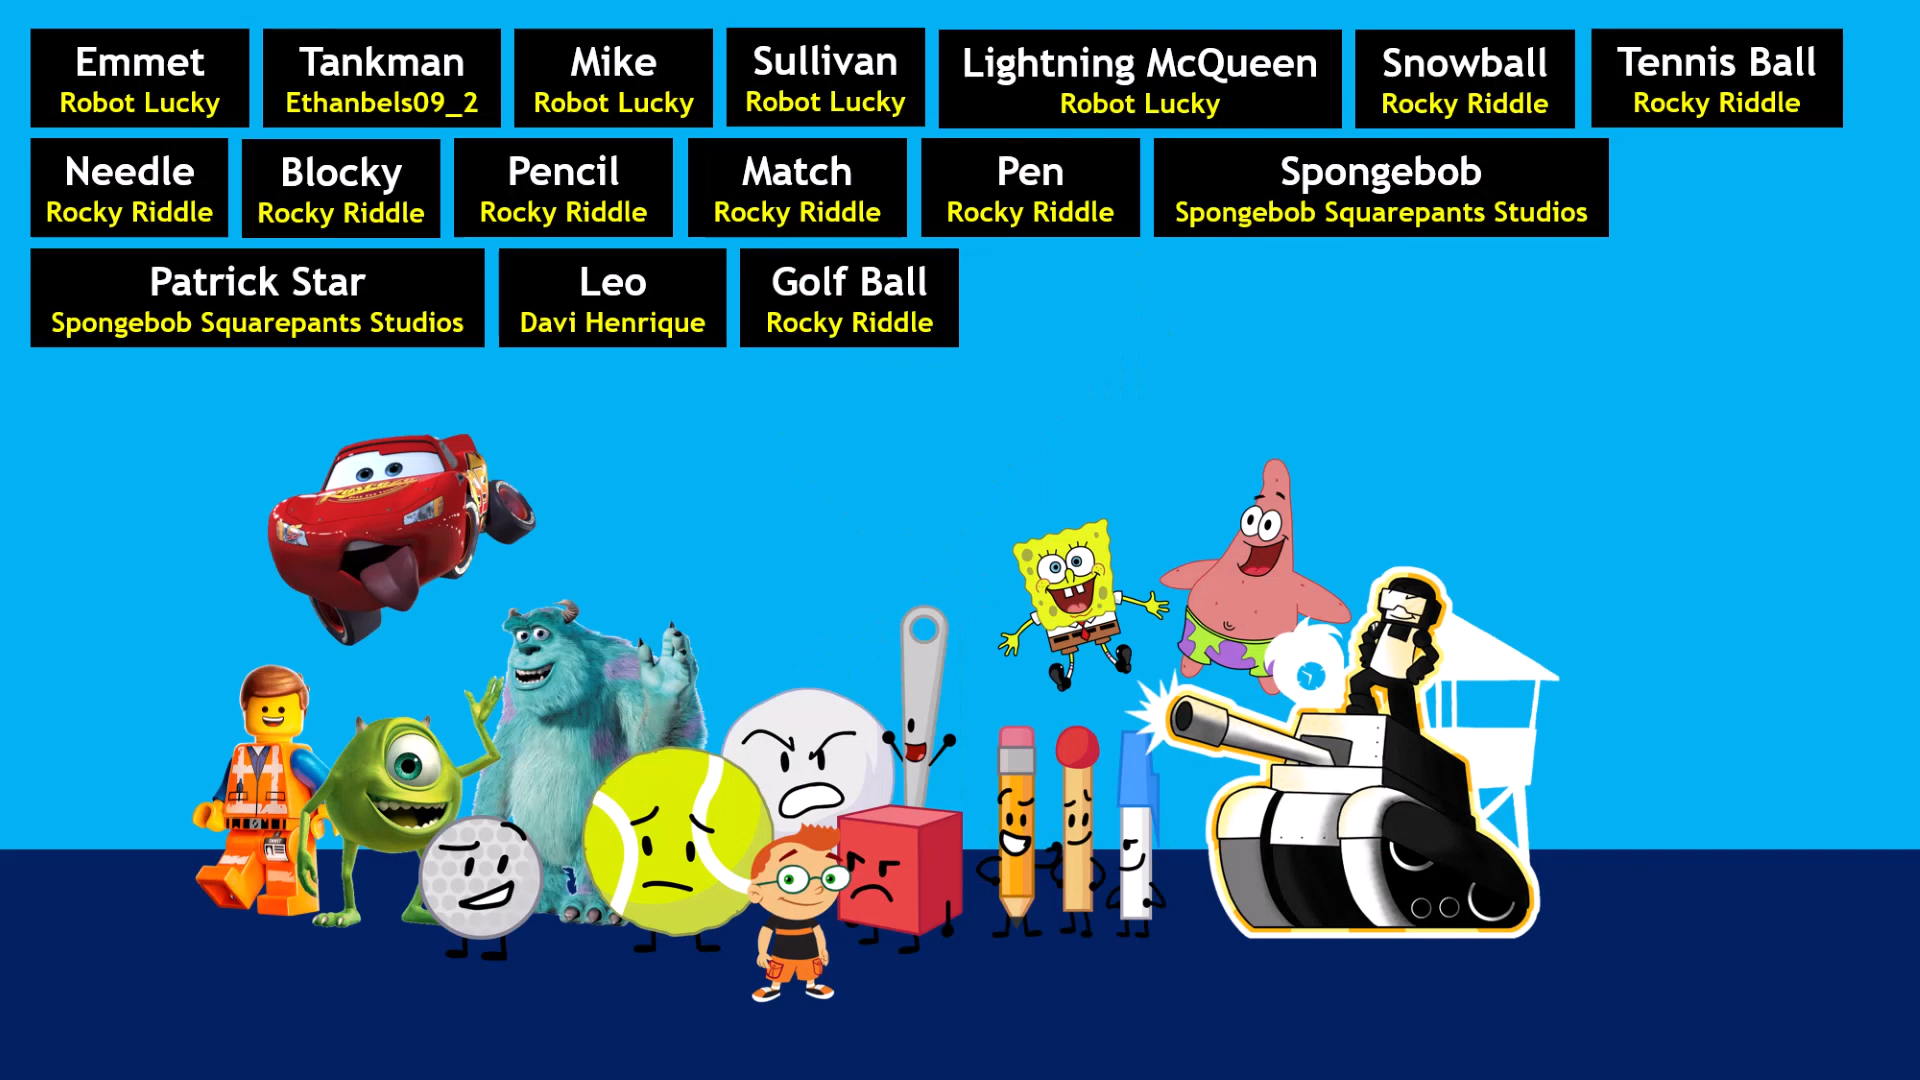 Emmet
Robot Lucky
Tankman
Ethanbels09_2
Mike
Robot Lucky
Sullivan
Robot Lucky
Lightning McQueen
Robot Lucky
Snowball
Rocky Riddle
Tennis Ball
Rocky Riddle
Needle
Rocky Riddle
Blocky
Rocky Riddle
Pencil
Rocky Riddle
Match
Rocky Riddle
Pen
Rocky Riddle
Spongebob
Spongebob Squarepants Studios
Patrick Star
Spongebob Squarepants Studios
Leo
Davi Henrique
Golf Ball
Rocky Riddle